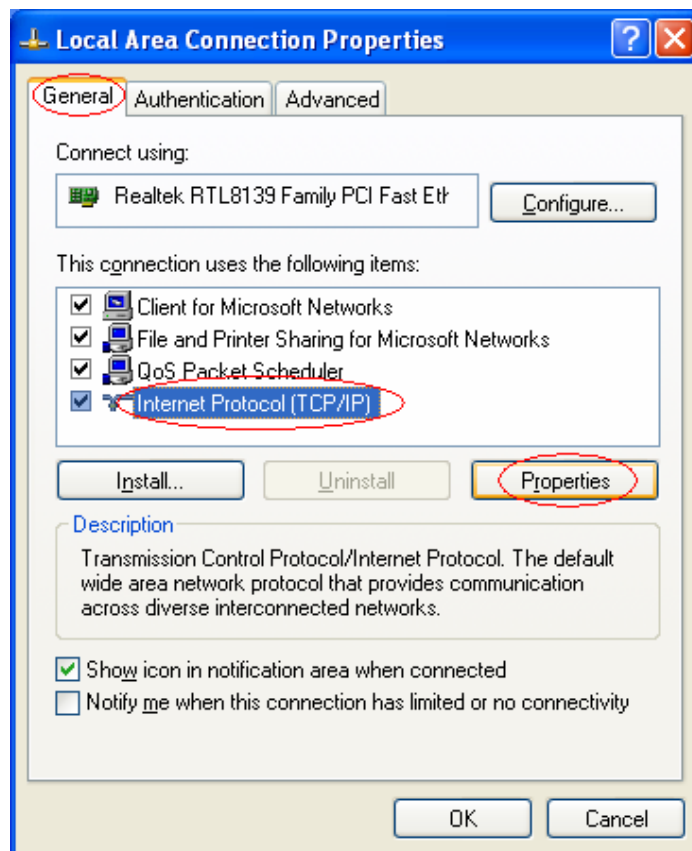 Local Area Connection Properties
General Authentication Advanced
Connect using:
Realtek RTL8139 Family PCI Fast Eth
Configure...
This connection uses the following items:
Client for Microsoft Networks
File and Printer Sharing for Microsoft Networks
QoS Packet Scheduler
Internet Protocol (TCP/IP)
Install... Uninstall Properties
Description
Transmission Control Protocol/Internet Protocol. The default
wide area network protocol that provides communication
across diverse interconnected networks.
Show icon in notification area when connected
Notify me when this connection has limited or no connectivity
OK Cancel